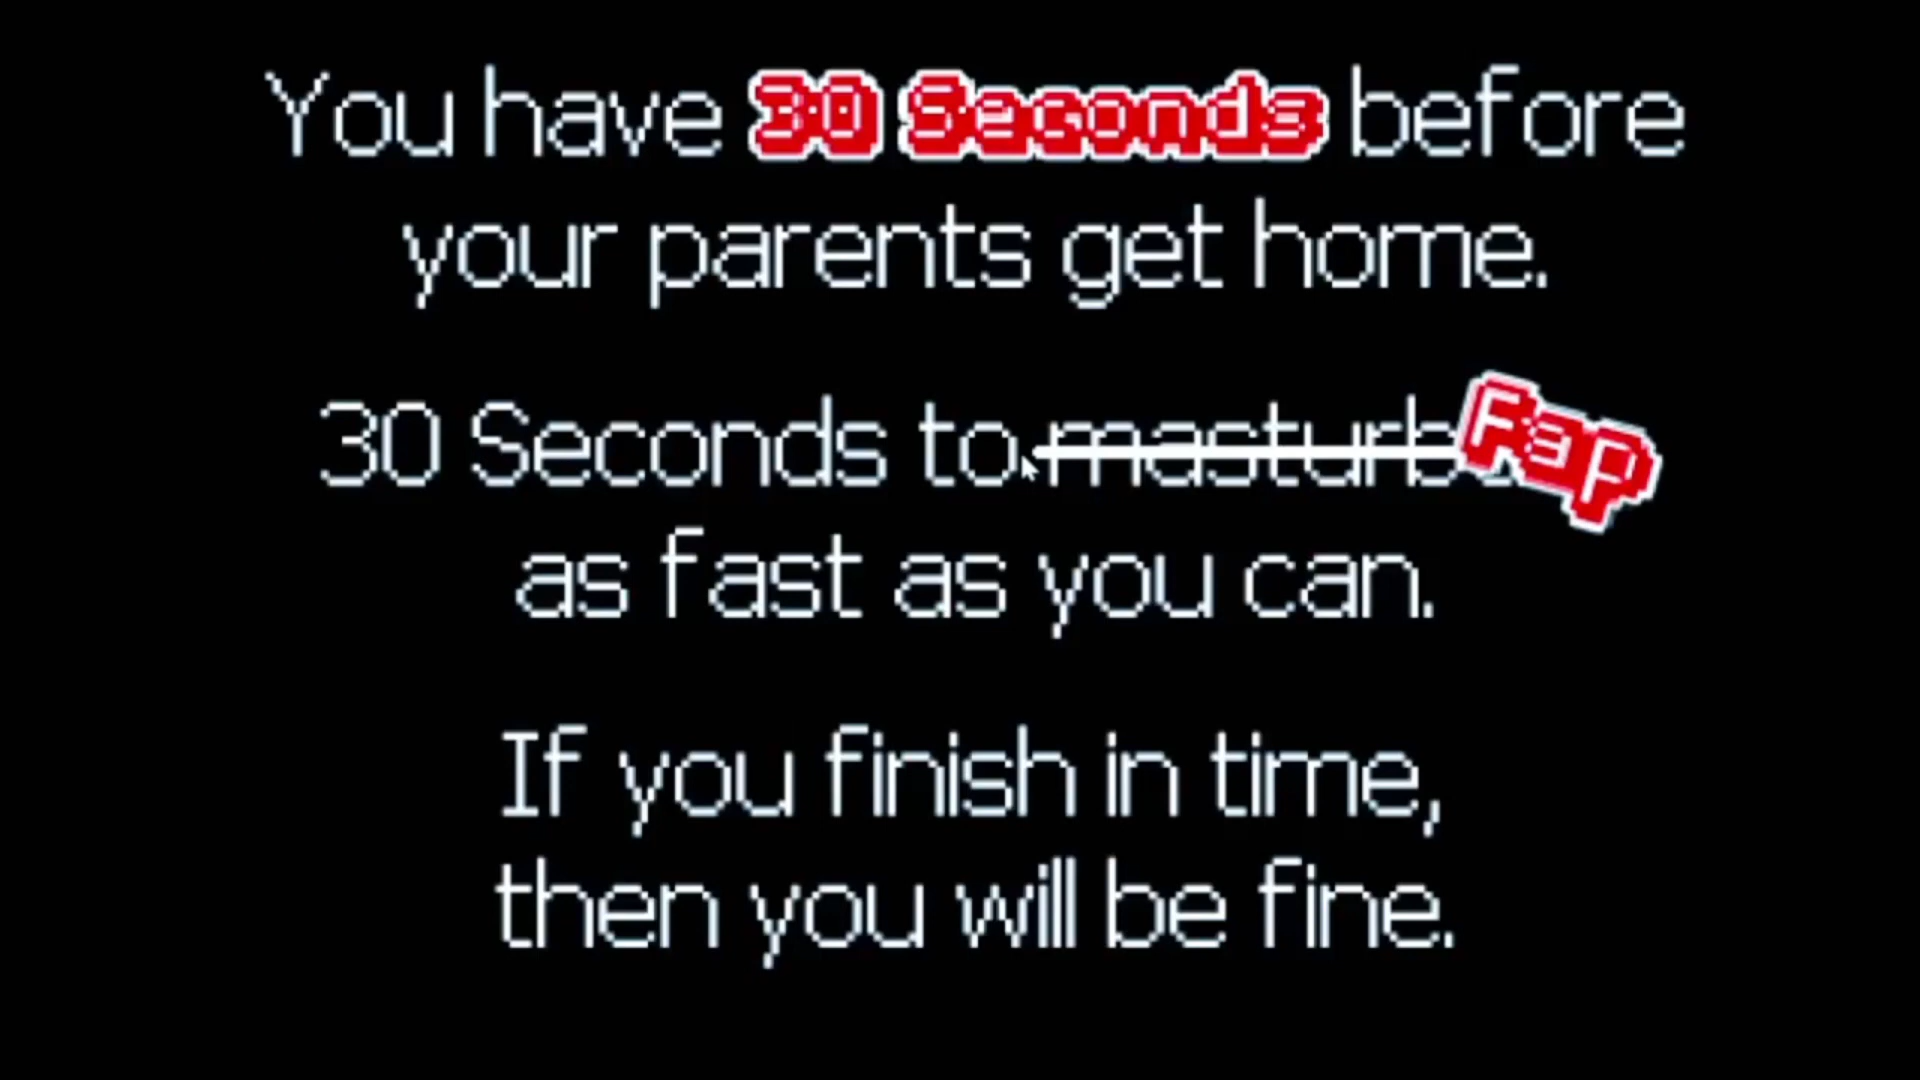 You have 30 Seconds before
your parents get home.
30 Seconds to masturb Fap
as fast as you can.
If you finish in time,
then you will be fine.